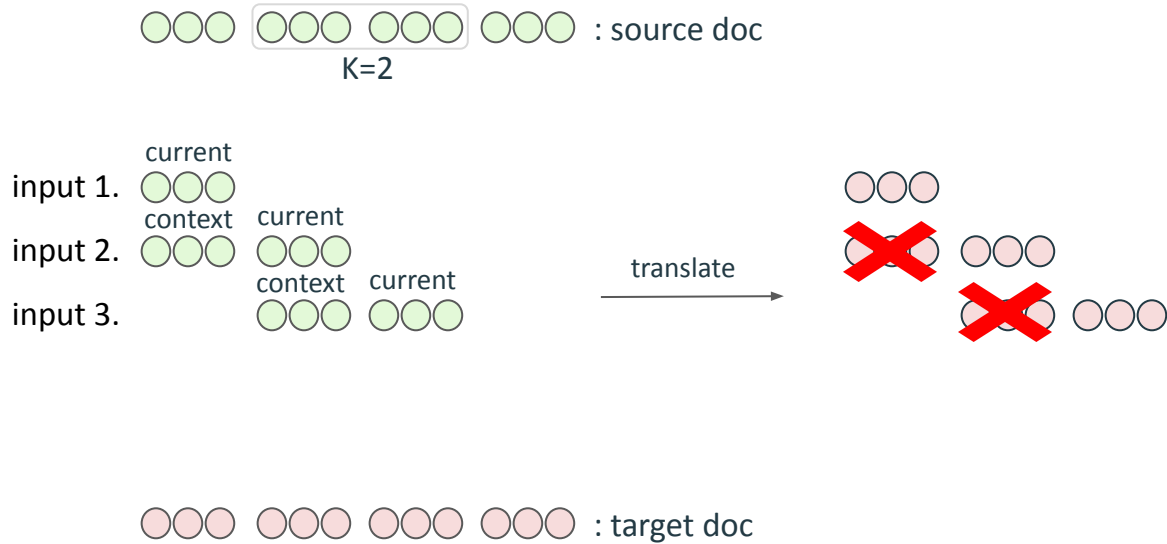 : source doc
K=2
current
input 1.
context current
input 2.
translate
context current
input 3.
: target doc